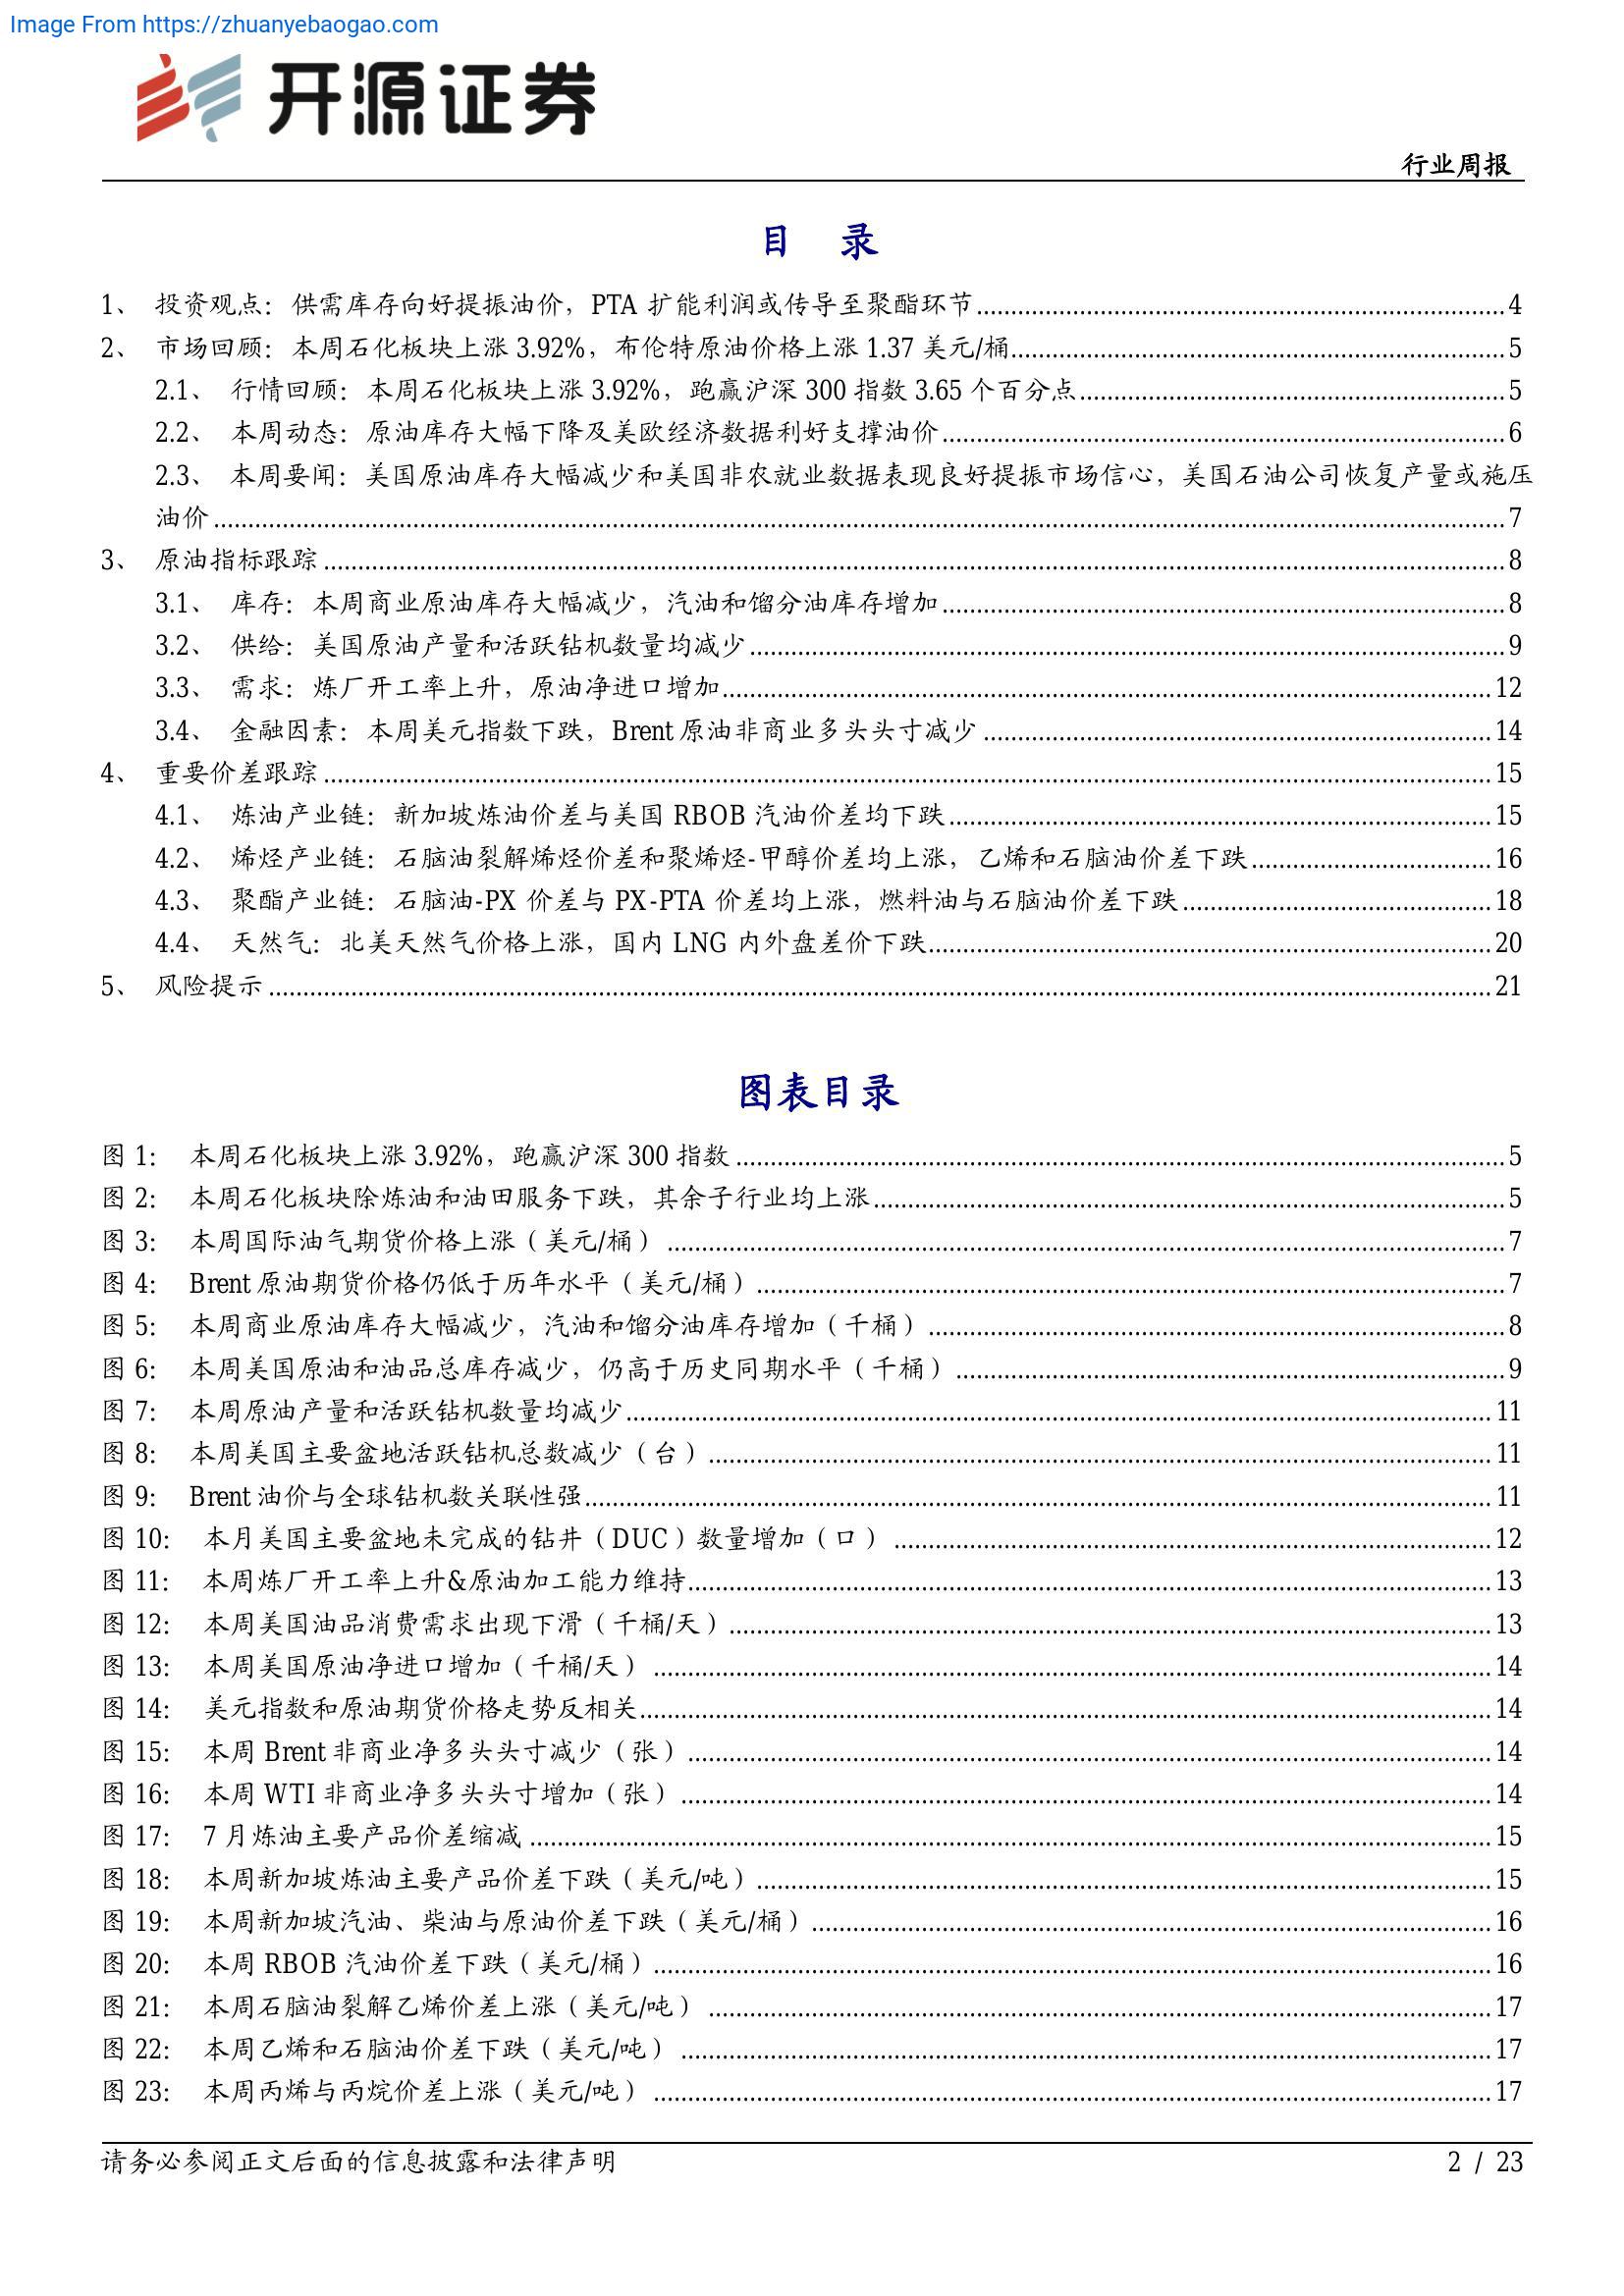 Image From https://zhuanyebaogao.com
开源证券
行业周报
目 录
1、 投资观点：供需库存向好提振油价，PTA 扩能利润或传导至聚酯环节 4
2、 市场回顾：本周石化板块上涨 3.92%，布伦特原油价格上涨 1.37 美元/桶 5
2.1、 行情回顾：本周石化板块上涨 3.92%，跑赢沪深 300 指数 3.65 个百分点 5
2.2、 本周动态：原油库存大幅下降及美欧经济数据利好支撑油价 6
2.3、 本周要闻：美国原油库存大幅减少和美国非农就业数据表现良好提振市场信心，美国石油公司恢复产量或施压
油价 7
3、 原油指标跟踪 8
3.1、 库存：本周商业原油库存大幅减少，汽油和馏分油库存增加 8
3.2、 供给：美国原油产量和活跃钻机数量均减少 9
3.3、 需求：炼厂开工率上升，原油净进口增加 12
3.4、 金融因素：本周美元指数下跌，Brent 原油非商业多头头寸减少 14
4、 重要价差跟踪 15
4.1、 炼油产业链：新加坡炼油价差与美国 RBOB 汽油价差均下跌 15
4.2、 烯烃产业链：石脑油裂解烯烃价差和聚烯烃-甲醇价差均上涨，乙烯和石脑油价差下跌 16
4.3、 聚酯产业链：石脑油-PX 价差与 PX-PTA 价差均上涨，燃料油与石脑油价差下跌 18
4.4、 天然气：北美天然气价格上涨，国内 LNG 内外盘差价下跌 20
5、 风险提示 21
图表目录
图 1： 本周石化板块上涨 3.92%，跑赢沪深 300 指数 5
图 2： 本周石化板块除炼油和油田服务下跌，其余子行业均上涨 5
图 3： 本周国际油气期货价格上涨（美元/桶） 7
图 4： Brent 原油期货价格仍低于历年水平（美元/桶） 7
图 5： 本周商业原油库存大幅减少，汽油和馏分油库存增加（千桶） 8
图 6： 本周美国原油和油品总库存减少，仍高于历史同期水平（千桶） 9
图 7： 本周原油产量和活跃钻机数量均减少 11
图 8： 本周美国主要盆地活跃钻机总数减少（台） 11
图 9： Brent 油价与全球钻机数关联性强 11
图 10： 本月美国主要盆地未完成的钻井（DUC）数量增加（口） 12
图 11： 本周炼厂开工率上升&原油加工能力维持 13
图 12： 本周美国油品消费需求出现下滑（千桶/天） 13
图 13： 本周美国原油净进口增加（千桶/天） 14
图 14： 美元指数和原油期货价格走势反相关 14
图 15： 本周 Brent 非商业净多头头寸减少（张） 14
图 16： 本周 WTI 非商业净多头头寸增加（张） 14
图 17： 7 月炼油主要产品价差缩减 15
图 18： 本周新加坡炼油主要产品价差下跌（美元/吨） 15
图 19： 本周新加坡汽油、柴油与原油价差下跌（美元/桶） 16
图 20： 本周 RBOB 汽油价差下跌（美元/桶） 16
图 21： 本周石脑油裂解乙烯价差上涨（美元/吨） 17
图 22： 本周乙烯和石脑油价差下跌（美元/吨） 17
图 23： 本周丙烯与丙烷价差上涨（美元/吨） 17
请务必参阅正文后面的信息披露和法律声明 2 / 23